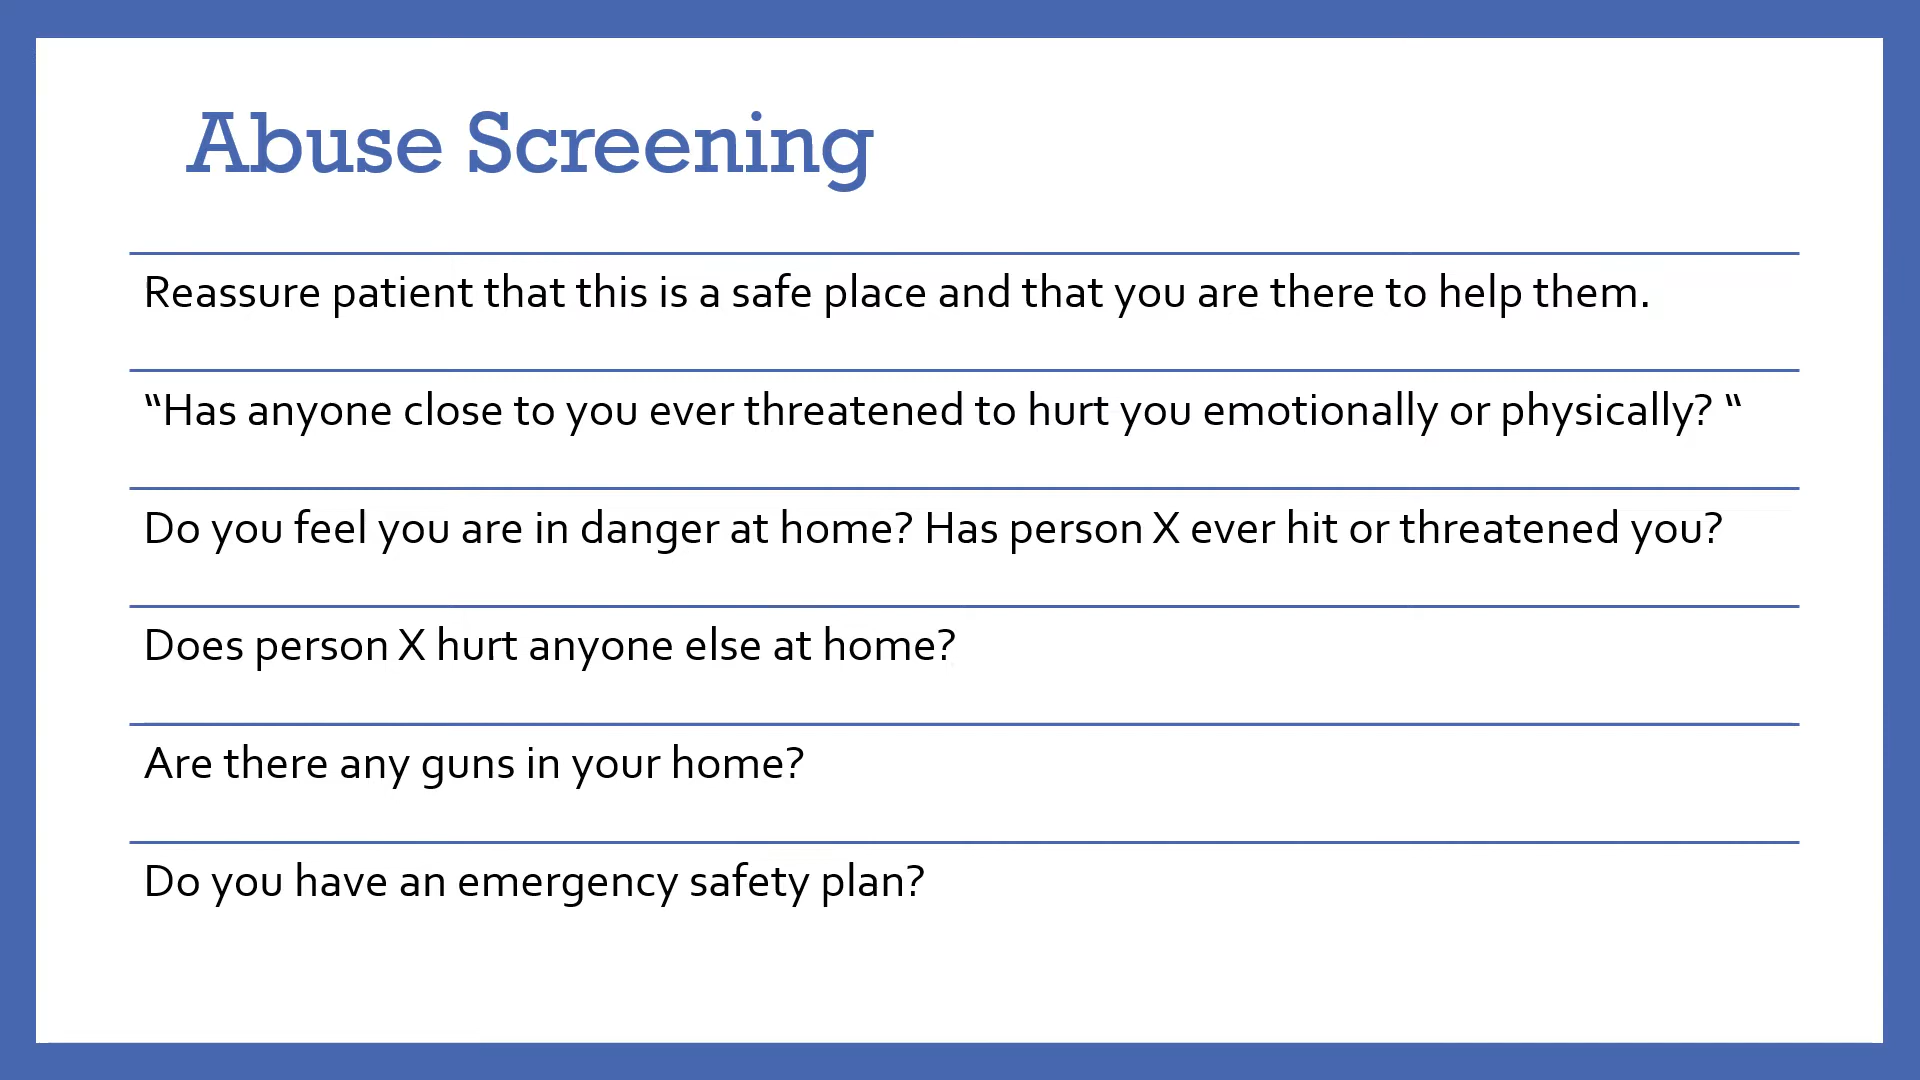 Abuse Screening
Reassure patient that this is a safe place and that you are there to help them.
“Has anyone close to you ever threatened to hurt you emotionally or physically? “
Do you feel you are in danger at home? Has person X ever hit or threatened you?
Does person X hurt anyone else at home?
Are there any guns in your home?
Do you have an emergency safety plan?